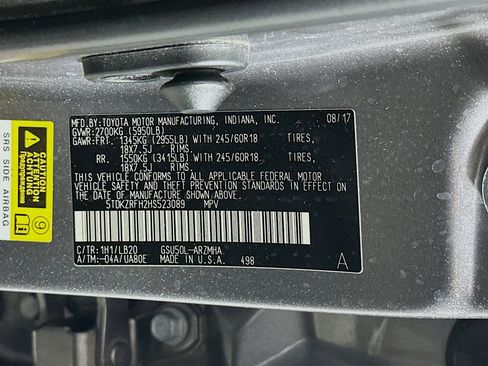 MFD.BY:TOYOTA MOTOR MANUFACTURING, INDIANA, INC. 08/17
GVWR:2700KG (5950LB)
GAWR:FRT. 1345KG (2955LB) WITH 245/60R18 TIRES,
18X7.5J RIMS,
RR. 1550KG (3415LB) WITH 245/60R18 TIRES,
18X7.5J RIMS.
THIS VEHICLE CONFORMS TO ALL APPLICABLE FEDERAL MOTOR
VEHICLE SAFETY AND THEFT PREVENTION STANDARDS IN EFFECT
ON THE DATE OF MANUFACTURE SHOWN ABOVE.
5TDKZRFH2HS523089 MPV
C/TR:1H1/LB20 GSU50L-ARZMHA
A/TM:-04A/UA80E MADE IN U.S.A. 498 A
SRS SIDE AIRBAG
CAUTION
ATTENTION
Предупреждение
9